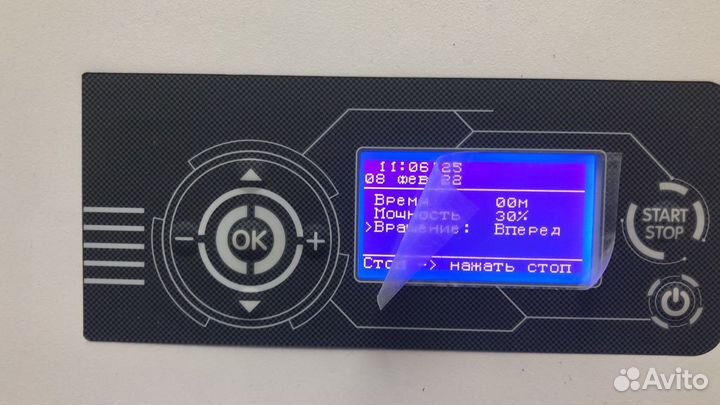 11:06:25
08 фев 22
Время 00м
Мощность 30%
>Вращение: Вперед
Стоп -> нажать стоп
− OK +
START
STOP
Avito